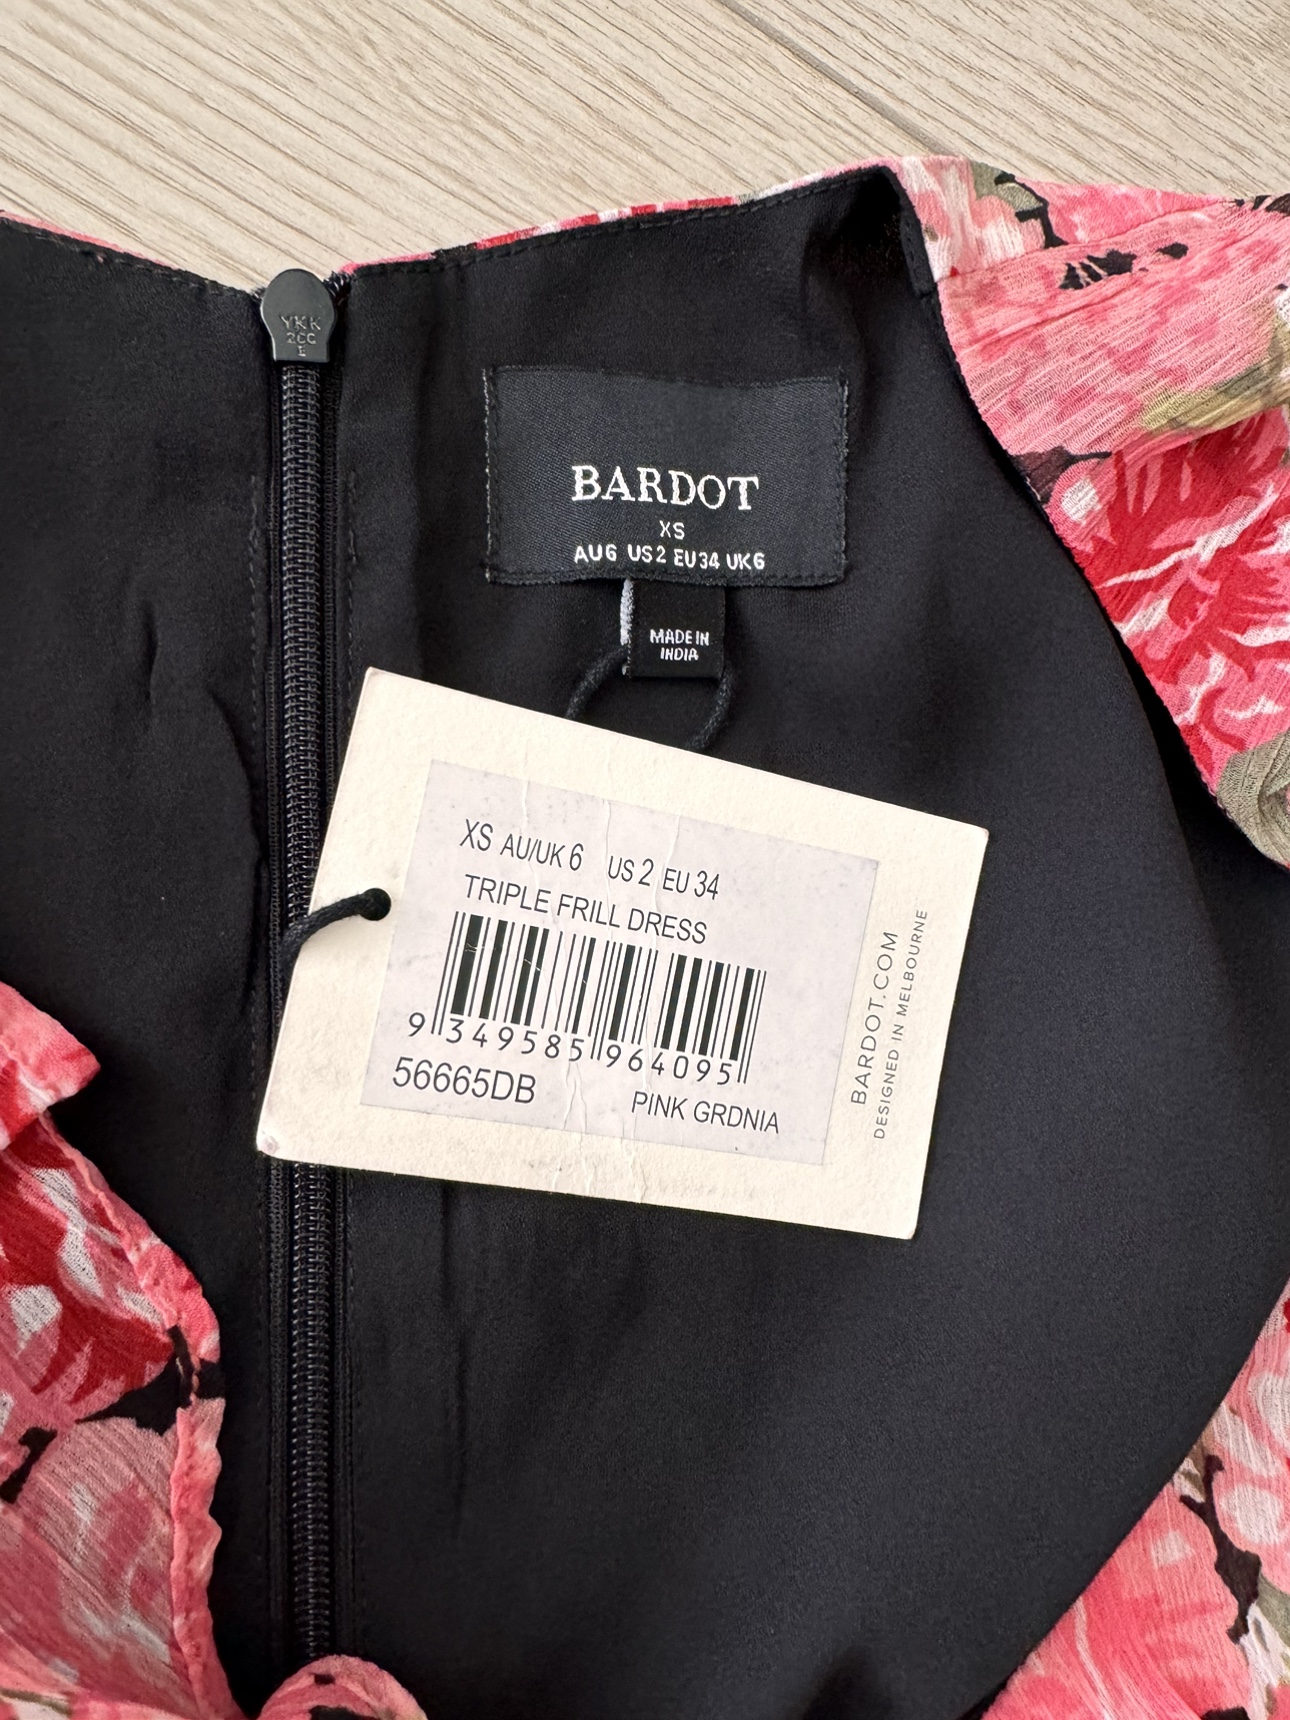 YKK
2CC
E
BARDOT
XS
AU6 US2 EU34 UK6
MADE IN
INDIA
XS AU/UK 6 US 2 EU 34
TRIPLE FRILL DRESS
9 349585 964095
56665DB PINK GRDNIA
BARDOT.COM
DESIGNED IN MELBOURNE